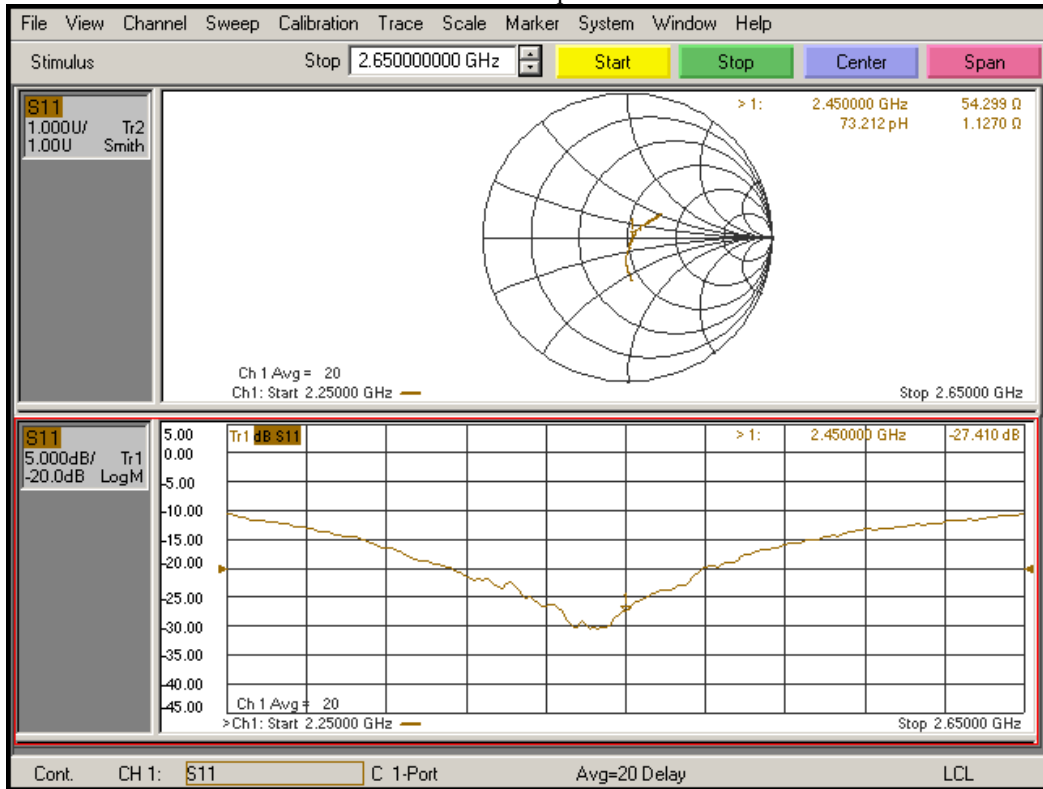 File View Channel Sweep Calibration Trace Scale Marker System Window Help
Stimulus Stop 2.650000000 GHz Start Stop Center Span
S11
1.000U/ Tr2
1.00U Smith
> 1: 2.450000 GHz 54.299 Ω
73.212 pH 1.1270 Ω
Ch 1 Avg = 20
Ch1: Start 2.25000 GHz Stop 2.65000 GHz
S11
5.000dB/ Tr1
-20.0dB LogM
Tr1 dB S11 > 1: 2.450000 GHz -27.410 dB
5.00
0.00
-5.00
-10.00
-15.00
-20.00
-25.00
-30.00
-35.00
-40.00
-45.00
Ch 1 Avg = 20
>Ch1: Start 2.25000 GHz Stop 2.65000 GHz
Cont. CH 1: S11 C 1-Port Avg=20 Delay LCL